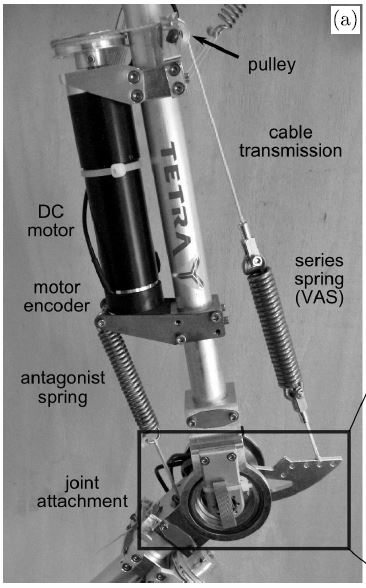 (a)
pulley
cable
transmission
TETRA
DC
motor
series
spring
(VAS)
motor
encoder
antagonist
spring
joint
attachment